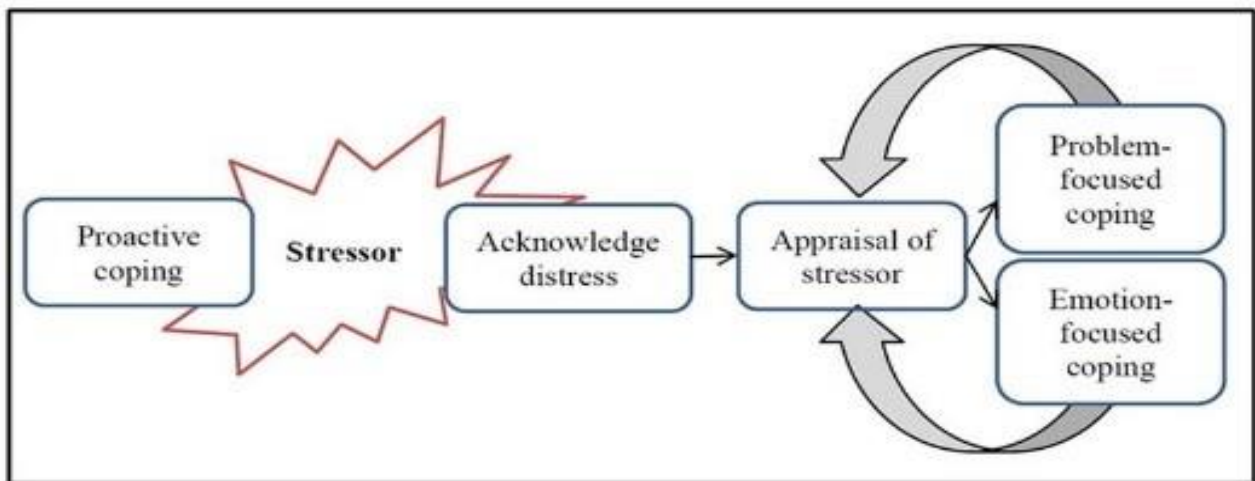 Proactive
coping
Stressor
Acknowledge
distress
Appraisal of
stressor
Problem-
focused
coping
Emotion-
focused
coping